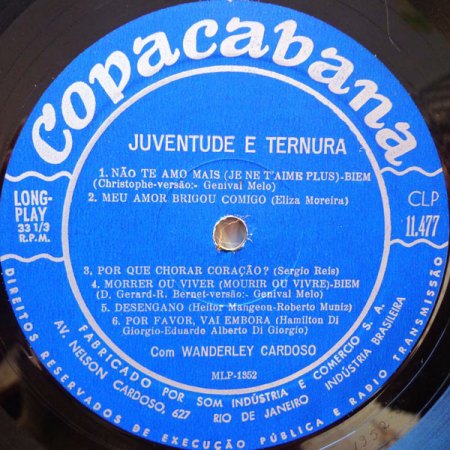 Copacabana
JUVENTUDE E TERNURA
1. NÃO TE AMO MAIS (JE NE T'AIME PLUS)-BIEM
(Christophe-versão:- Genival Melo)
2. MEU AMOR BRIGOU COMIGO (Eliza Moreira)
LONG-
PLAY
33 1/3
R.P.M.
CLP
11.477
3. POR QUE CHORAR CORAÇÃO? (Sergio Reis)
4. MORRER OU VIVER (MOURIR OU VIVRE)-BIEM
(D. Gerard-R. Bernet-versão:- Genival Melo)
5. DESENGANO (Heitor Mangeon-Roberto Muniz)
6. POR FAVOR, VAI EMBORA (Hamilton Di
Giorgio-Eduardo Alberto Di Giorgio)
Com WANDERLEY CARDOSO
MLP-1352
FABRICADO POR SOM INDÚSTRIA E COMERCIO S. A.
AV. NELSON CARDOSO, 627 RIO DE JANEIRO INDÚSTRIA BRASILEIRA
DIREITOS RESERVADOS DE EXECUÇÃO PÚBLICA E RADIO TRANSMISSÃO